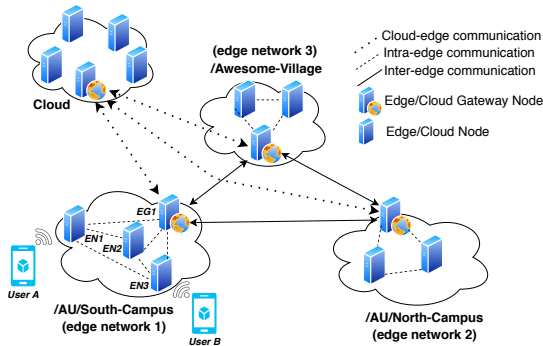 Cloud-edge communication
Intra-edge communication
Inter-edge communication
Edge/Cloud Gateway Node
Edge/Cloud Node
Cloud
(edge network 3)
/Awesome-Village
EG1
EN1
EN2
EN3
User A
User B
/AU/South-Campus
(edge network 1)
/AU/North-Campus
(edge network 2)